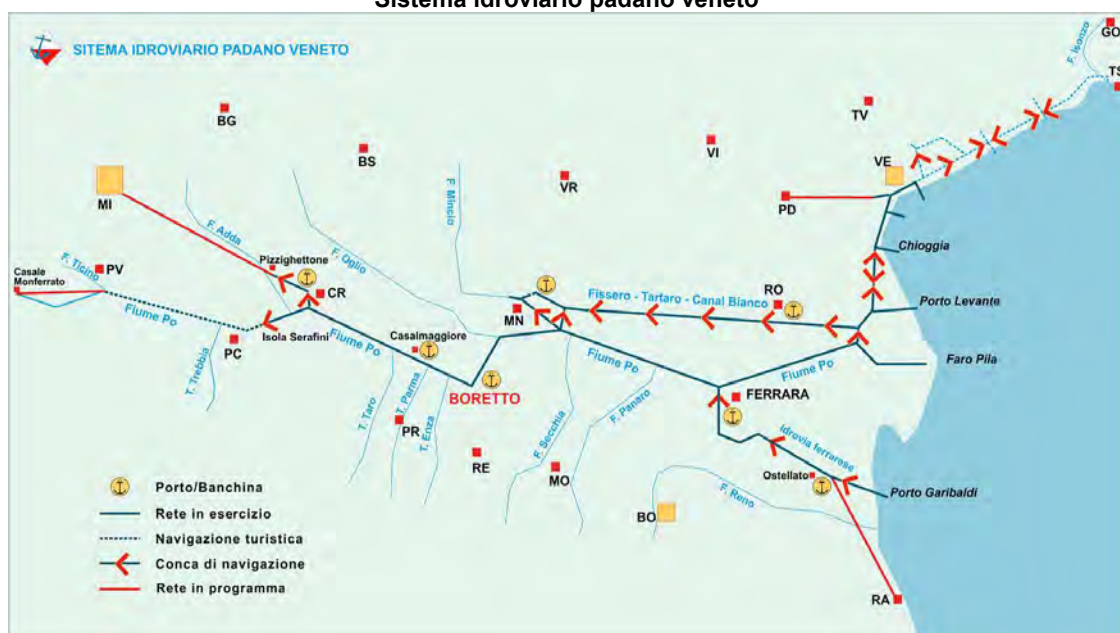 Sistema idroviario padano veneto
SITEMA IDROVIARIO PADANO VENETO
GO
F. Isonzo
TS
BG
TV
BS
VI
VE
VR
MI
F. Mincio
PD
F. Adda
F. Oglio
Chioggia
Pizzighettone
PV
F. Ticino
Casale
Monferrato
CR
Fissero - Tartaro - Canal Bianco
RO
Porto Levante
MN
Fiume Po
Isola Serafini
Fiume Po
Casalmaggiore
PC
Fiume Po
Fiume Po
Faro Pila
T. Trebbia
BORETTO
FERRARA
T. Taro
T. Parma
T. Enza
PR
F. Secchia
F. Panaro
Idrovia ferrarese
RE
MO
Ostellato
Porto Garibaldi
F. Reno
BO
RA
Porto/Banchina
Rete in esercizio
Navigazione turistica
Conca di navigazione
Rete in programma